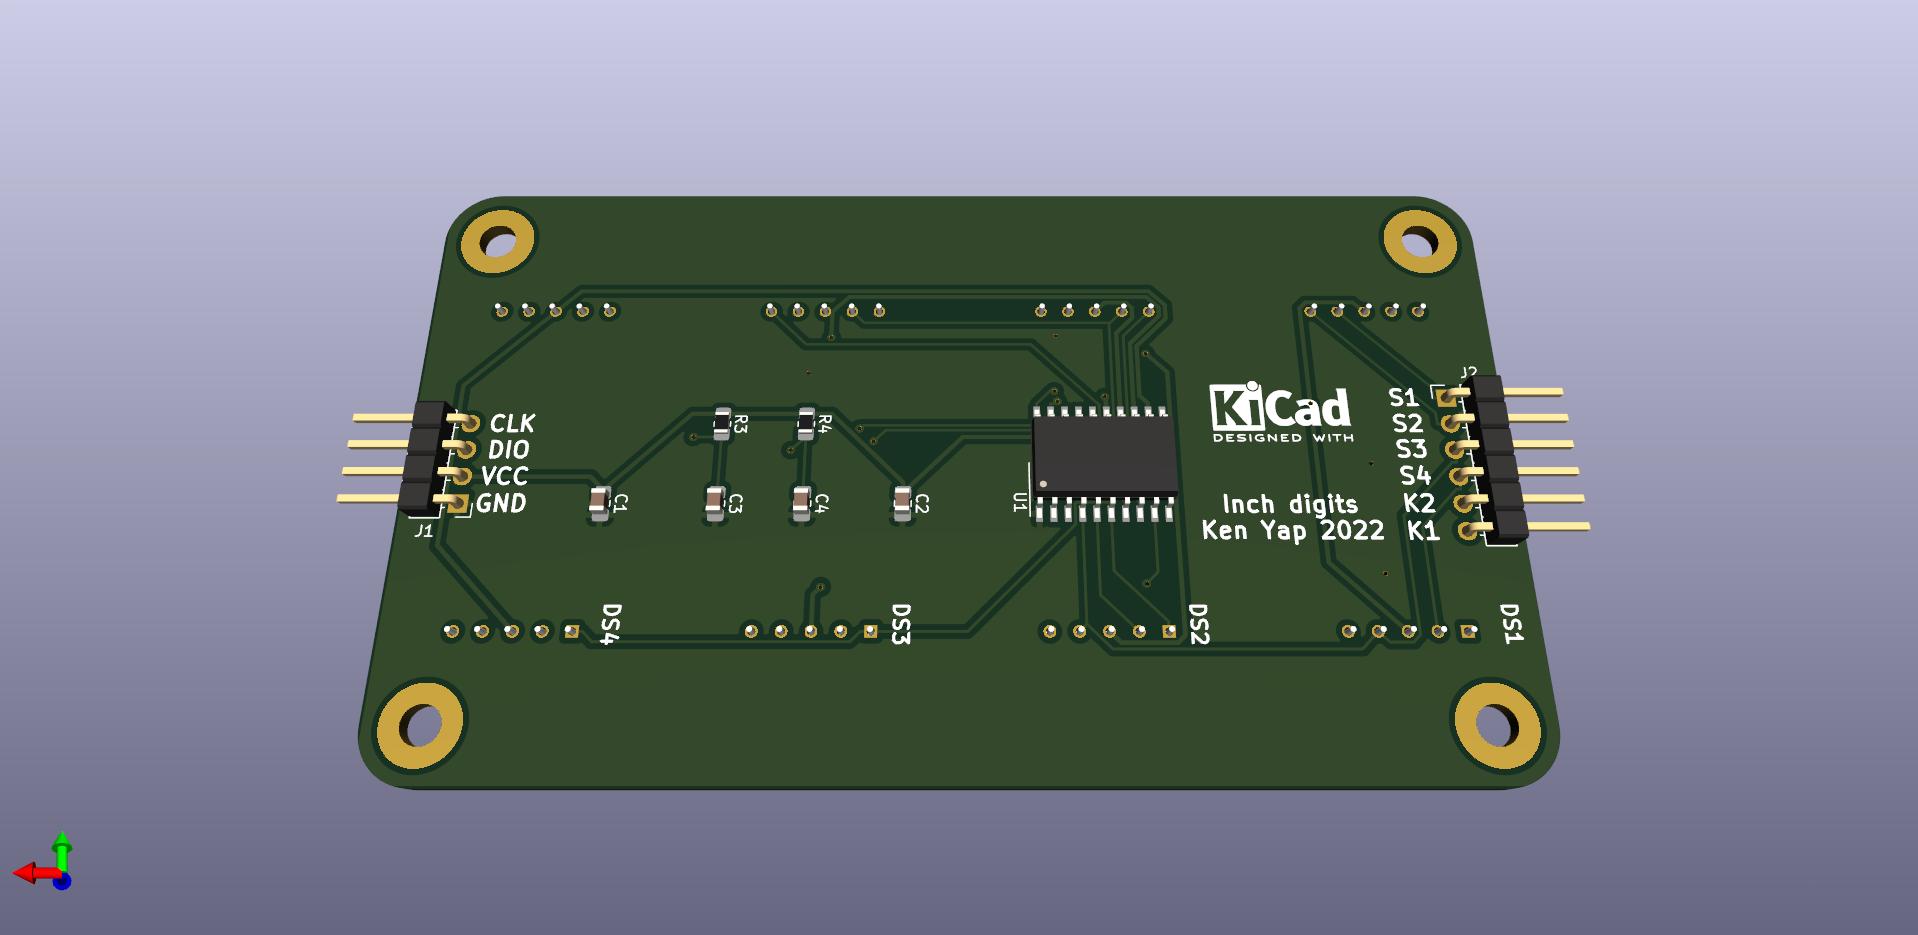 CLK
DIO
VCC
GND
J1
R3
R4
C1
C3
C4
C2
U1
KiCad
DESIGNED WITH
Inch digits
Ken Yap 2022
J2
S1
S2
S3
S4
K2
K1
DS4
DS3
DS2
DS1